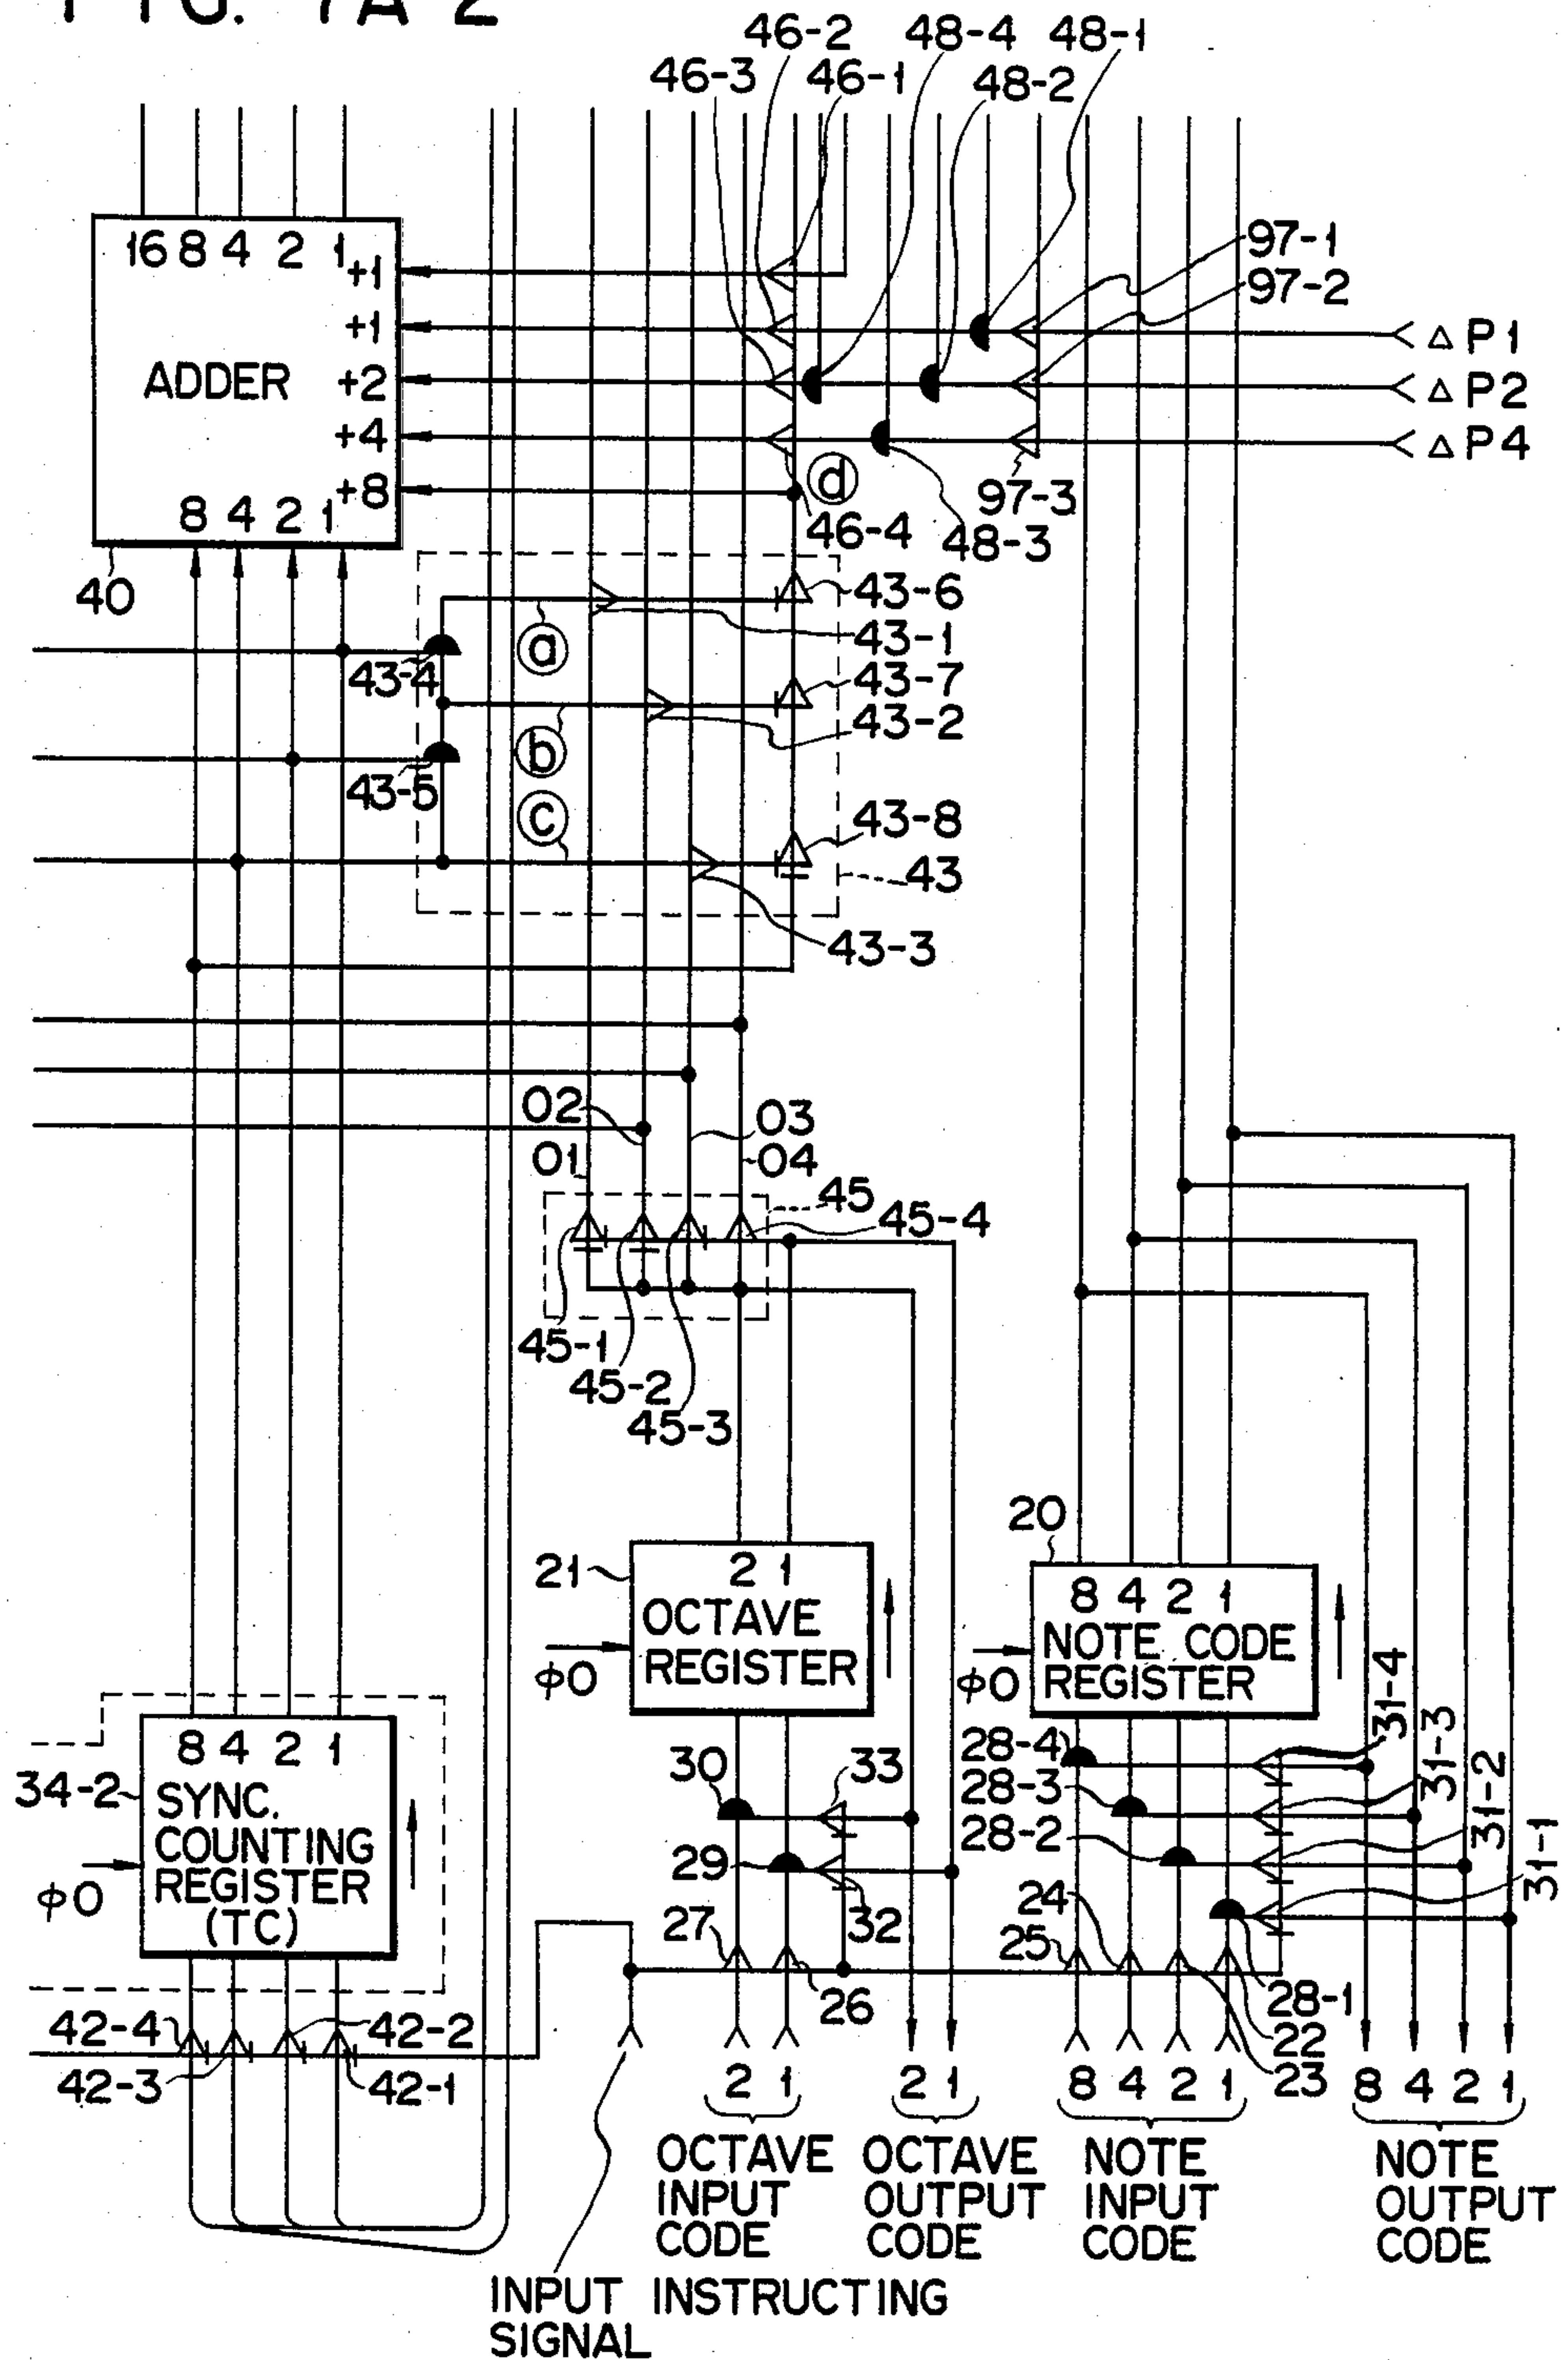 FIG. 7A-2
46-2 48-4 48-1
46-3 46-1 48-2
16 8 4 2 1
+1
+1
ADDER
+2
+4
+8
8 4 2 1
40
97-1
97-2
△ P1
△ P2
△ P4
97-3
ⓓ
46-4
48-3
43-6
43-1
ⓐ
43-4
43-7
43-2
ⓑ
43-5
ⓒ
43-8
43
43-3
02
03
01
04
45
45-4
45-1
45-2
45-3
21
2 1
OCTAVE
REGISTER
φ0
20
8 4 2 1
NOTE CODE
REGISTER
φ0
31-4
31-3
31-2
31-1
34-2
8 4 2 1
SYNC.
COUNTING
REGISTER
(TC)
φ0
30
33
29
32
27
26
28-4
28-3
28-2
24
25
28-1
22
23
42-4
42-2
42-3
42-1
2 1
2 1
8 4 2 1
8 4 2 1
OCTAVE
INPUT
CODE
OCTAVE
OUTPUT
CODE
NOTE
INPUT
CODE
NOTE
OUTPUT
CODE
INPUT INSTRUCTING
SIGNAL